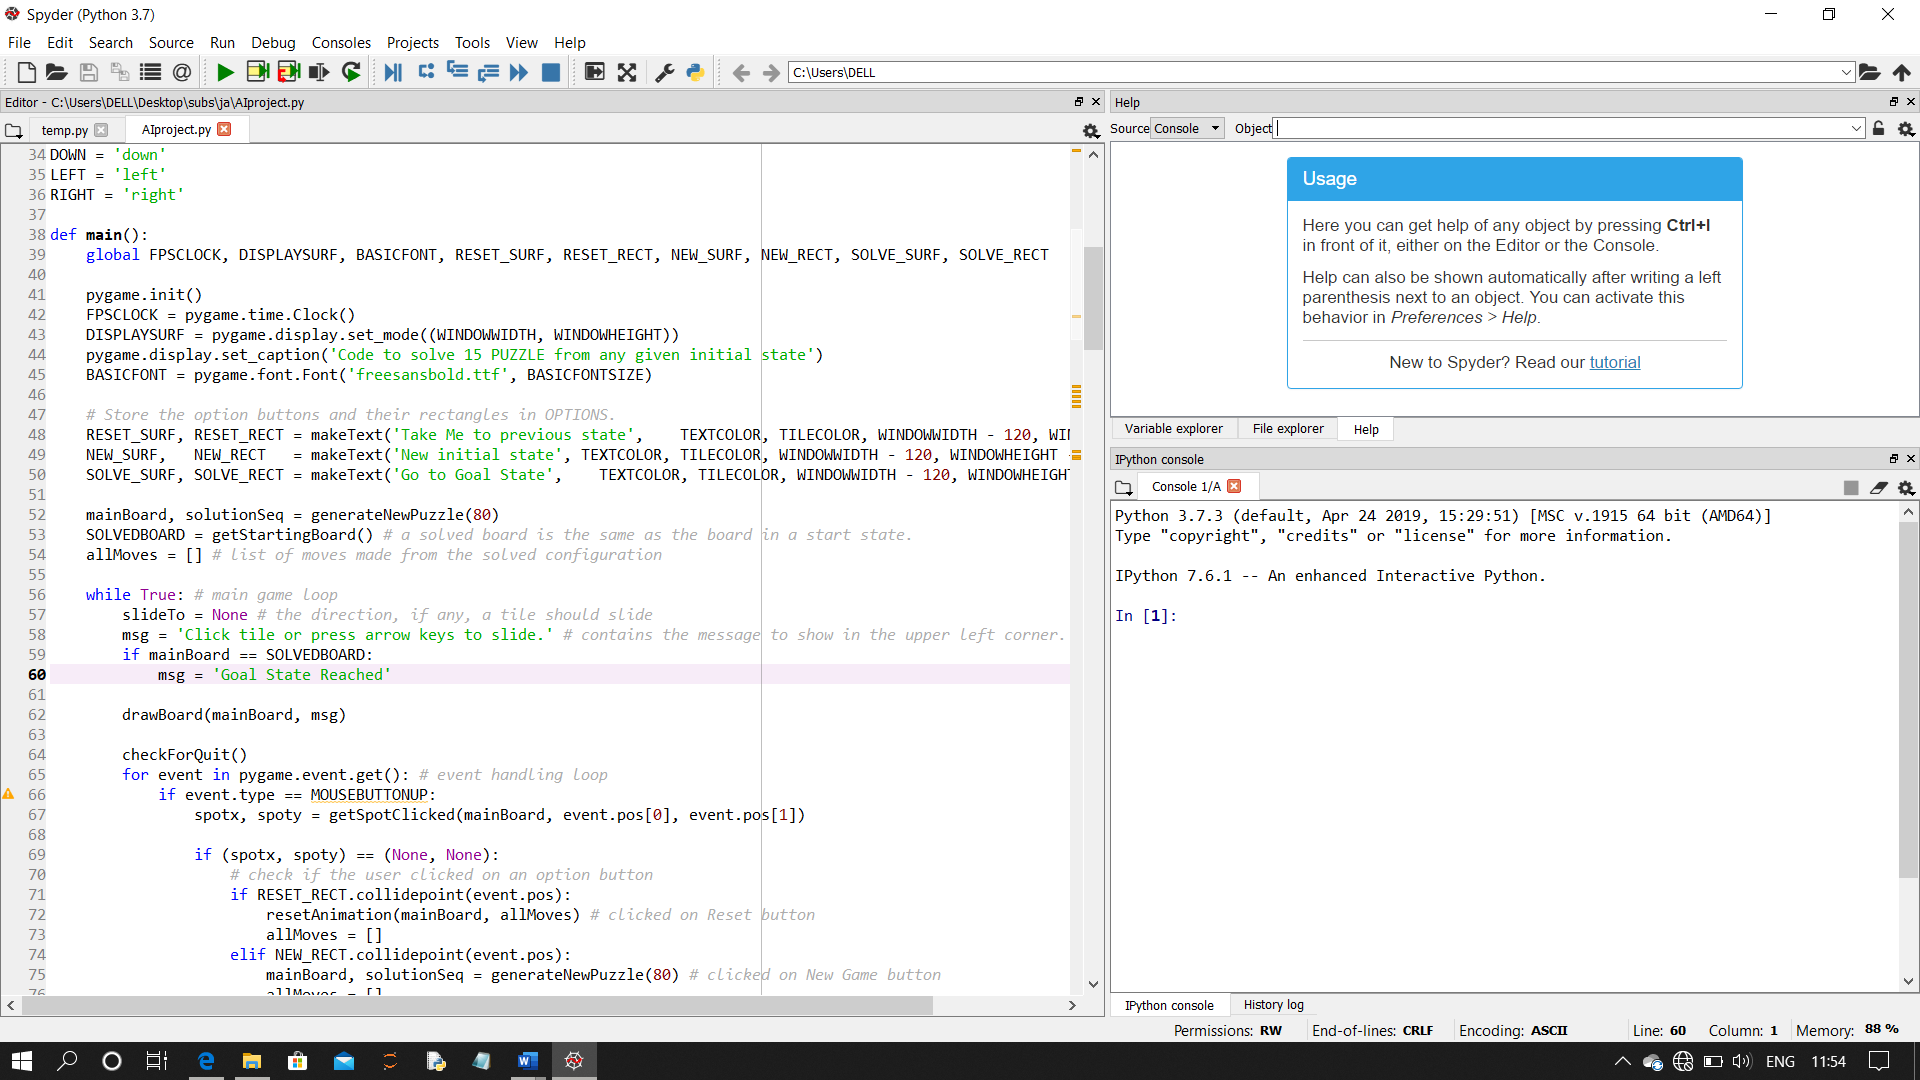 Spyder (Python 3.7)
File Edit Search Source Run Debug Consoles Projects Tools View Help
C:\Users\DELL
Editor - C:\Users\DELL\Desktop\subs\ja\AIproject.py
temp.py AIproject.py
34 DOWN = 'down'
35 LEFT = 'left'
36 RIGHT = 'right'
37
38 def main():
39 global FPSCLOCK, DISPLAYSURF, BASICFONT, RESET_SURF, RESET_RECT, NEW_SURF, NEW_RECT, SOLVE_SURF, SOLVE_RECT
40
41 pygame.init()
42 FPSCLOCK = pygame.time.Clock()
43 DISPLAYSURF = pygame.display.set_mode((WINDOWWIDTH, WINDOWHEIGHT))
44 pygame.display.set_caption('Code to solve 15 PUZZLE from any given initial state')
45 BASICFONT = pygame.font.Font('freesansbold.ttf', BASICFONTSIZE)
46
47 # Store the option buttons and their rectangles in OPTIONS.
48 RESET_SURF, RESET_RECT = makeText('Take Me to previous state', TEXTCOLOR, TILECOLOR, WINDOWWIDTH - 120, WIN
49 NEW_SURF, NEW_RECT = makeText('New initial state', TEXTCOLOR, TILECOLOR, WINDOWWIDTH - 120, WINDOWHEIGHT -
50 SOLVE_SURF, SOLVE_RECT = makeText('Go to Goal State', TEXTCOLOR, TILECOLOR, WINDOWWIDTH - 120, WINDOWHEIGHT
51
52 mainBoard, solutionSeq = generateNewPuzzle(80)
53 SOLVEDBOARD = getStartingBoard() # a solved board is the same as the board in a start state.
54 allMoves = [] # list of moves made from the solved configuration
55
56 while True: # main game loop
57 slideTo = None # the direction, if any, a tile should slide
58 msg = 'Click tile or press arrow keys to slide.' # contains the message to show in the upper left corner.
59 if mainBoard == SOLVEDBOARD:
60 msg = 'Goal State Reached'
61
62 drawBoard(mainBoard, msg)
63
64 checkForQuit()
65 for event in pygame.event.get(): # event handling loop
66 if event.type == MOUSEBUTTONUP:
67 spotx, spoty = getSpotClicked(mainBoard, event.pos[0], event.pos[1])
68
69 if (spotx, spoty) == (None, None):
70 # check if the user clicked on an option button
71 if RESET_RECT.collidepoint(event.pos):
72 resetAnimation(mainBoard, allMoves) # clicked on Reset button
73 allMoves = []
74 elif NEW_RECT.collidepoint(event.pos):
75 mainBoard, solutionSeq = generateNewPuzzle(80) # clicked on New Game button
76 allMoves = []
Help
Source Console Object
Usage
Here you can get help of any object by pressing Ctrl+I
in front of it, either on the Editor or the Console.
Help can also be shown automatically after writing a left
parenthesis next to an object. You can activate this
behavior in Preferences > Help.
New to Spyder? Read our tutorial
Variable explorer File explorer Help
IPython console
Console 1/A
Python 3.7.3 (default, Apr 24 2019, 15:29:51) [MSC v.1915 64 bit (AMD64)]
Type "copyright", "credits" or "license" for more information.
IPython 7.6.1 -- An enhanced Interactive Python.
In [1]:
IPython console History log
Permissions: RW End-of-lines: CRLF Encoding: ASCII Line: 60 Column: 1 Memory: 88 %
ENG 11:54